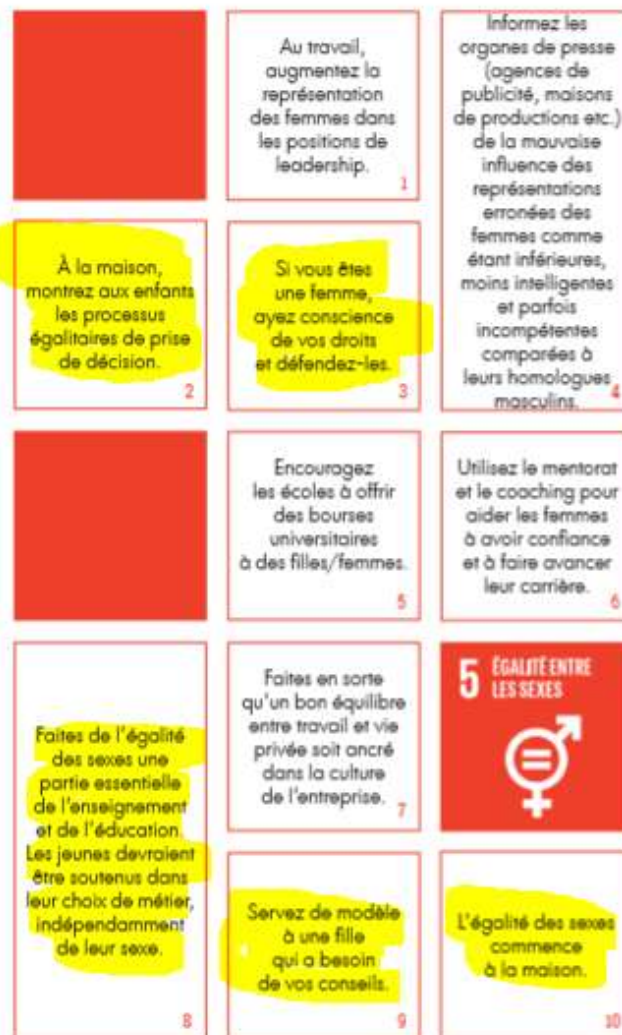 Au travail,
augmentez la
représentation
des femmes dans
les positions de
leadership.
1
Informez les
organes de presse
(agences de
publicité, maisons
de productions etc.)
de la mauvaise
influence des
représentations
erronées des
femmes comme
étant inférieures,
moins intelligentes
et parfois
incompétentes
comparées à
leurs homologues
masculins.
4
À la maison,
montrez aux enfants
les processus
égalitaires de prise
de décision.
2
Si vous êtes
une femme,
ayez conscience
de vos droits
et défendez-les.
3
Encouragez
les écoles à offrir
des bourses
universitaires
à des filles/femmes.
5
Utilisez le mentorat
et le coaching pour
aider les femmes
à avoir confiance
et à faire avancer
leur carrière.
6
Faites de l'égalité
des sexes une
partie essentielle
de l'enseignement
et de l'éducation.
Les jeunes devraient
être soutenus dans
leur choix de métier,
indépendamment
de leur sexe.
8
Faites en sorte
qu'un bon équilibre
entre travail et vie
privée soit ancré
dans la culture
de l'entreprise.
7
5 ÉGALITÉ ENTRE
LES SEXES
Servez de modèle
à une fille
qui a besoin
de vos conseils.
9
L'égalité des sexes
commence
à la maison.
10